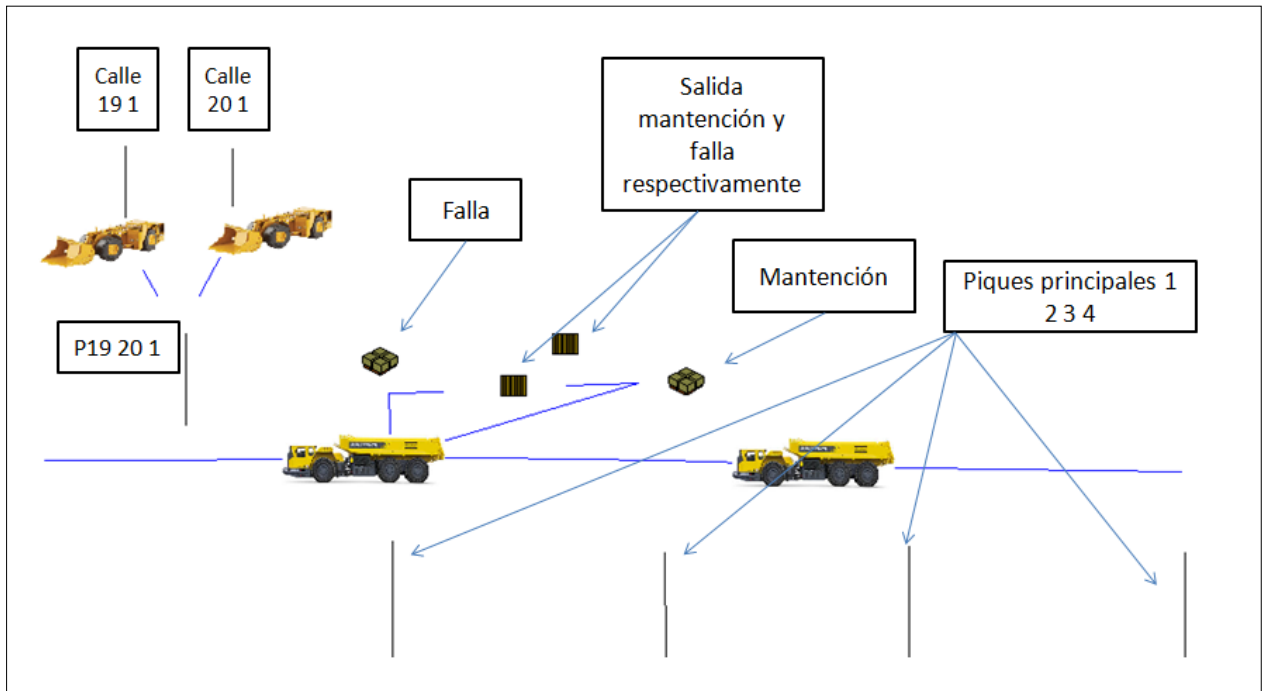 Calle
19 1
Calle
20 1
Salida
mantención y
falla
respectivamente
Falla
Mantención
Piques principales 1
2 3 4
P19 20 1